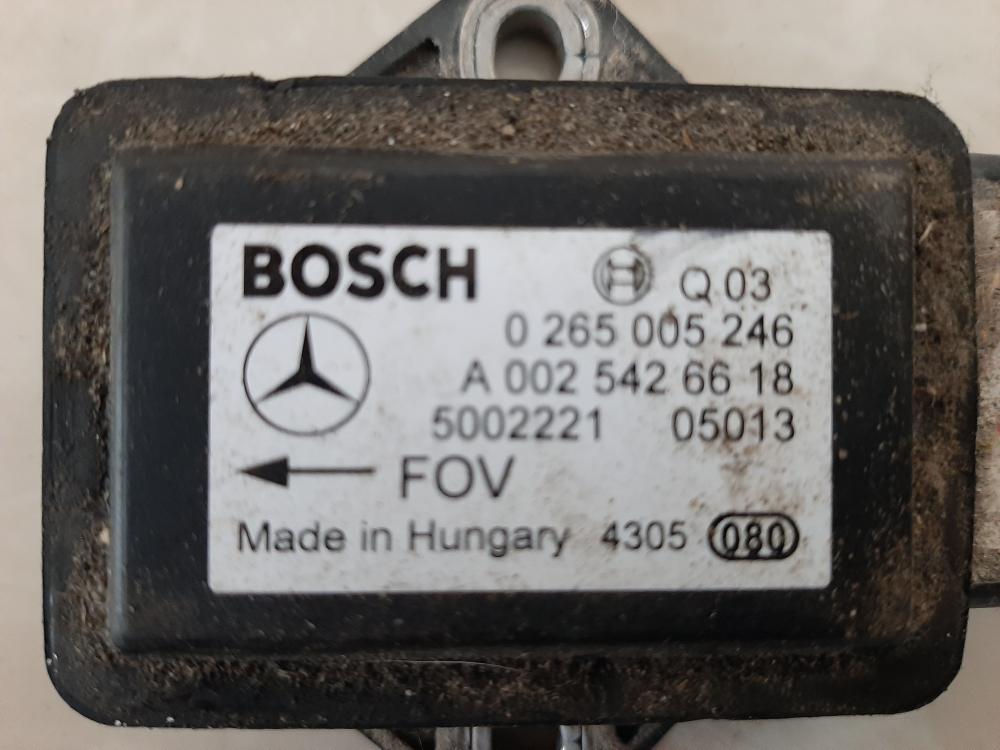 BOSCH
Q 03
0 265 005 246
A 002 542 66 18
5002221 05013
FOV
Made in Hungary 4305 080